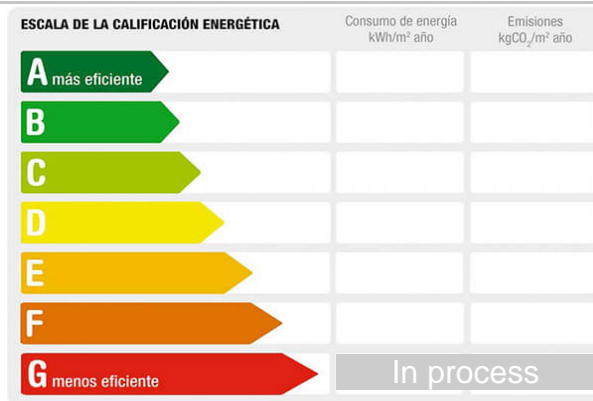 ESCALA DE LA CALIFICACIÓN ENERGÉTICA
Consumo de energía
kWh/m² año
Emisiones
kgCO₂/m² año
A más eficiente
B
C
D
E
F
G menos eficiente
In process